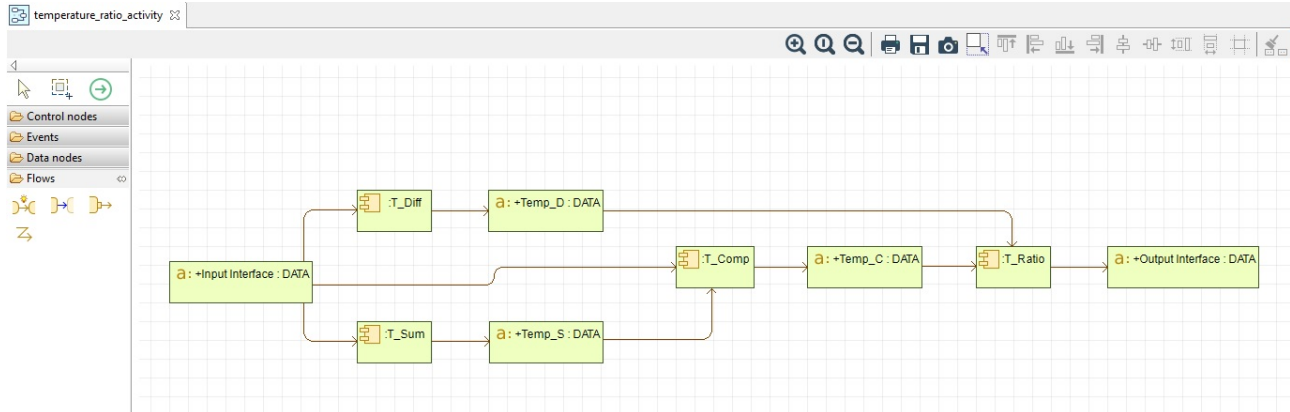 temperature_ratio_activity
Control nodes
Events
Data nodes
Flows
:T_Diff
a: +Temp_D : DATA
:T_Comp
a: +Temp_C : DATA
:T_Ratio
a: +Output Interface : DATA
a: +Input Interface : DATA
:T_Sum
a: +Temp_S : DATA